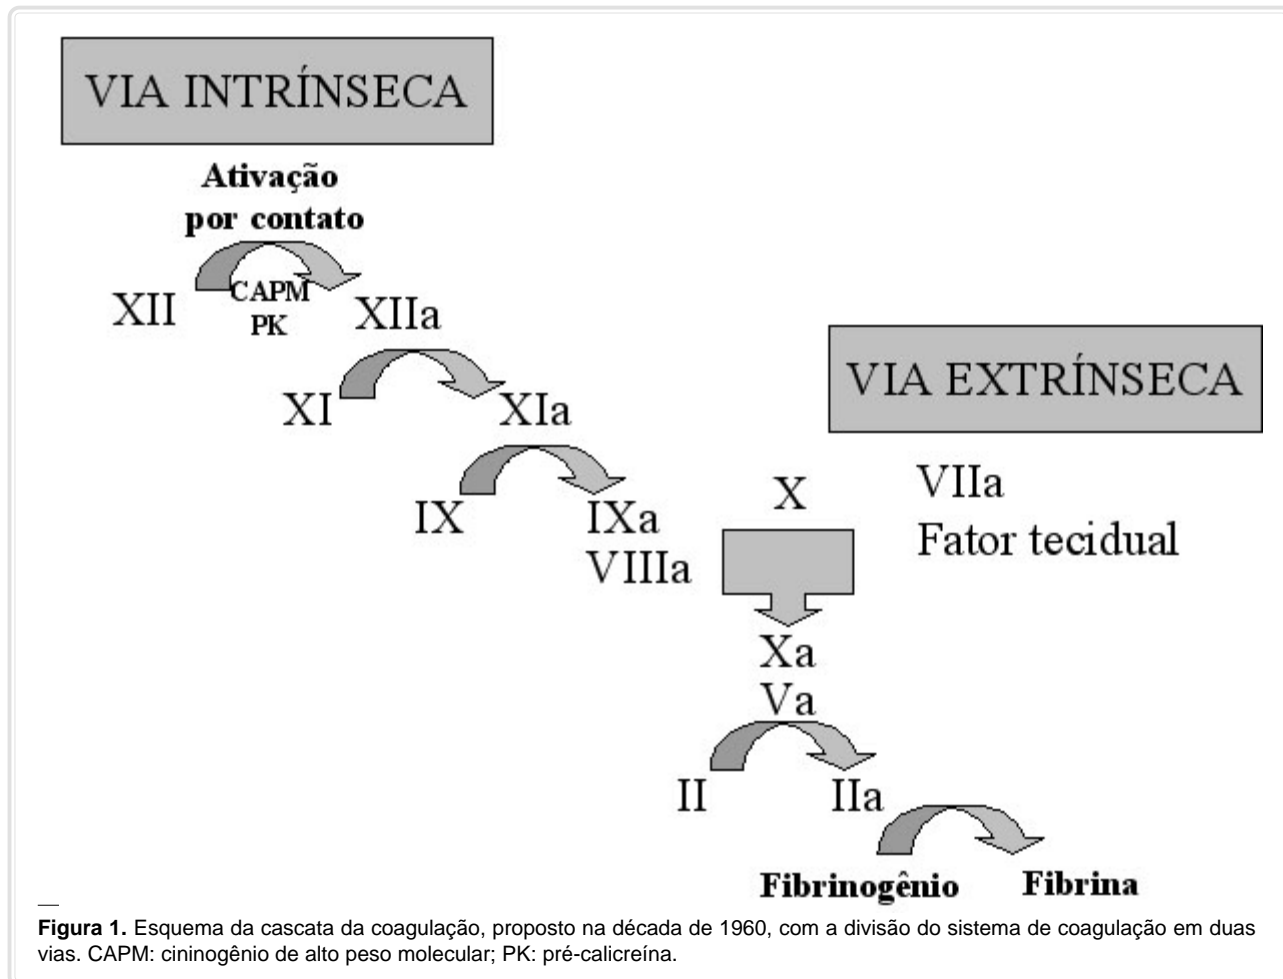 VIA INTRÍNSECA
Ativação
por contato
CAPM
XII
PK
XIIa
XI
XIa
VIA EXTRÍNSECA
IX
IXa
VIIIa
X
VIIa
Fator tecidual
Xa
Va
II
IIa
Fibrinogênio
Fibrina
Figura 1. Esquema da cascata da coagulação, proposto na década de 1960, com a divisão do sistema de coagulação em duas
vias. CAPM: cininogênio de alto peso molecular; PK: pré-calicreína.